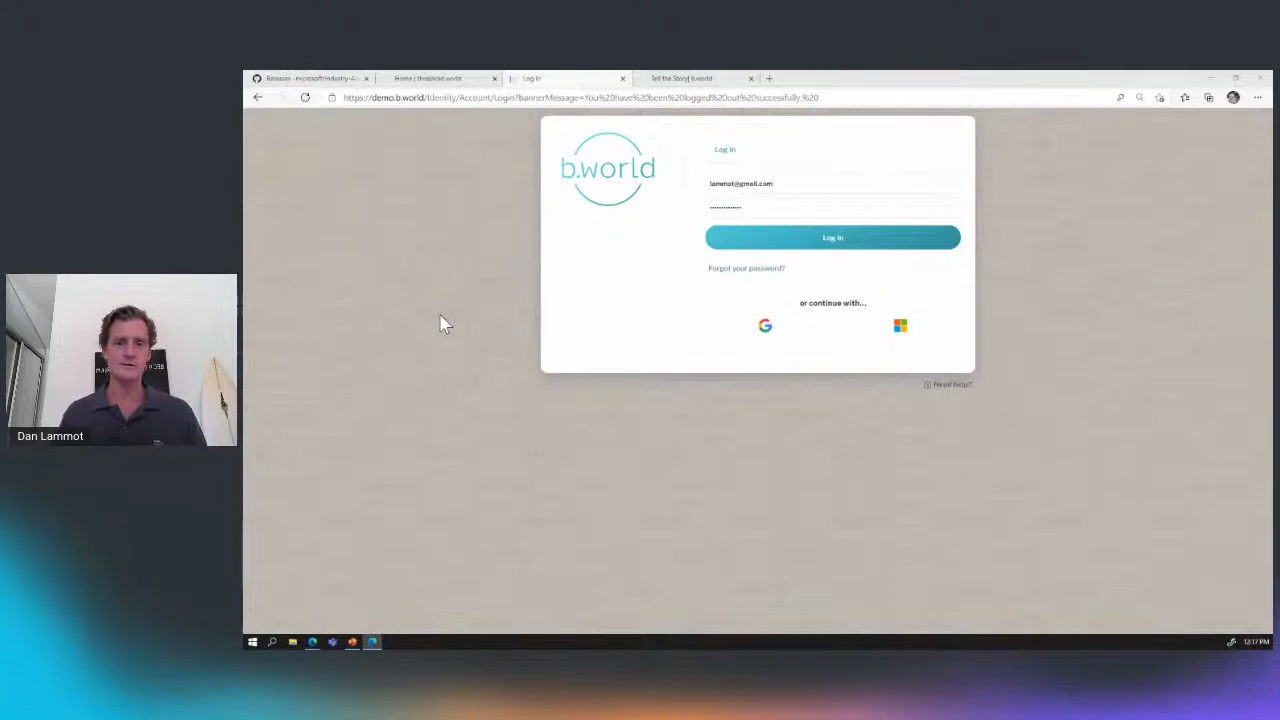 Releases - microsoft/Industry-A
Home | threshold.world
Log In
Tell the Story| b.world
https://demo.b.world/Identity/Account/Login?bannerMessage=You%20have%20been%20logged%20out%20successfully.%20
b.world
Log in
lammot@gmail.com
Log in
Forgot your password?
or continue with...
Need help?
Dan Lammot
12:17 PM